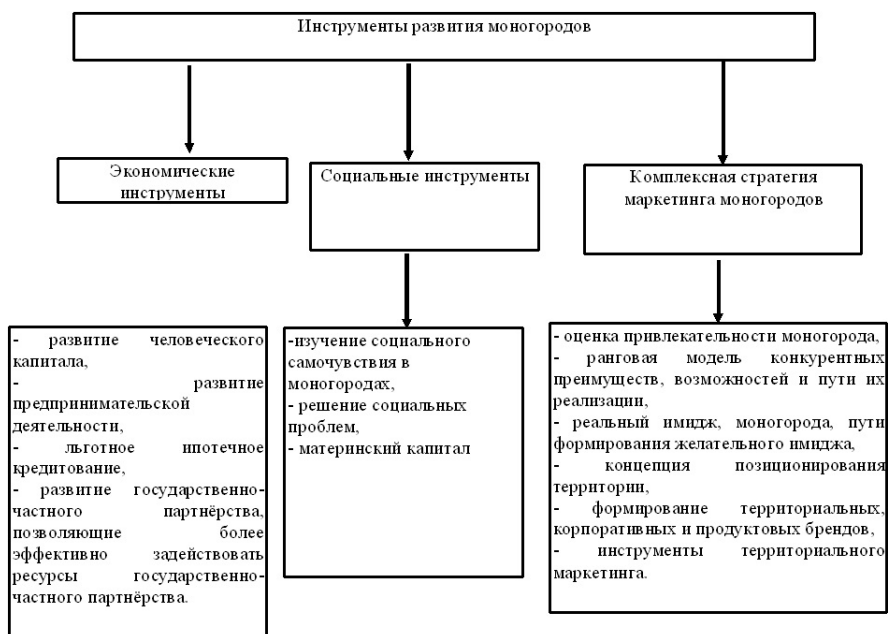 Инструменты развития моногородов
Экономические
инструменты
Социальные инструменты
Комплексная стратегия
маркетинга моногородов
- развитие человеческого
капитала,
- развитие
предпринимательской
деятельности,
- льготное ипотечное
кредитование,
- развитие государственно-
частного партнёрства,
позволяющие более
эффективно задействовать
ресурсы государственно-
частного партнёрства.
-изучение социального
самочувствия в
моногородах,
- решение социальных
проблем,
- материнский капитал
- оценка привлекательности моногорода,
- ранговая модель конкурентных
преимуществ, возможностей и пути их
реализации,
- реальный имидж, моногорода, пути
формирования желательного имиджа,
- концепция позиционирования
территории,
- формирование территориальных,
корпоративных и продуктовых брендов,
- инструменты территориального
маркетинга.